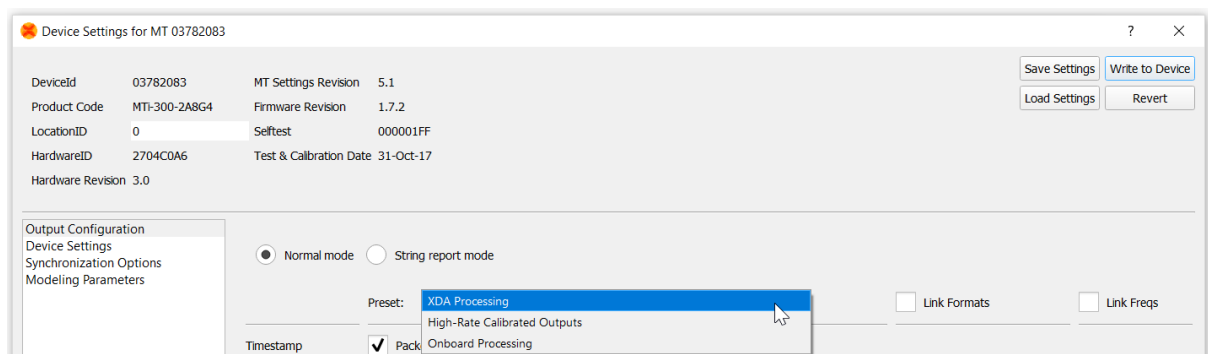 Device Settings for MT 03782083
?
Save Settings Write to Device
DeviceId 03782083 MT Settings Revision 5.1
Load Settings Revert
Product Code MTi-300-2A8G4 Firmware Revision 1.7.2
LocationID 0 Selftest 000001FF
HardwareID 2704C0A6 Test & Calibration Date 31-Oct-17
Hardware Revision 3.0
Output Configuration
Device Settings
Synchronization Options
Modeling Parameters
Normal mode String report mode
Preset: XDA Processing Link Formats Link Freqs
High-Rate Calibrated Outputs
Timestamp Onboard Processing